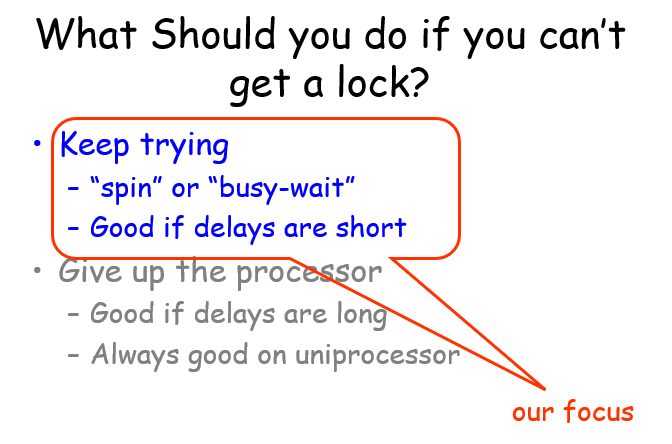 What Should you do if you can't
get a lock?
• Keep trying
– “spin” or “busy-wait”
– Good if delays are short
• Give up the processor
– Good if delays are long
– Always good on uniprocessor
our focus